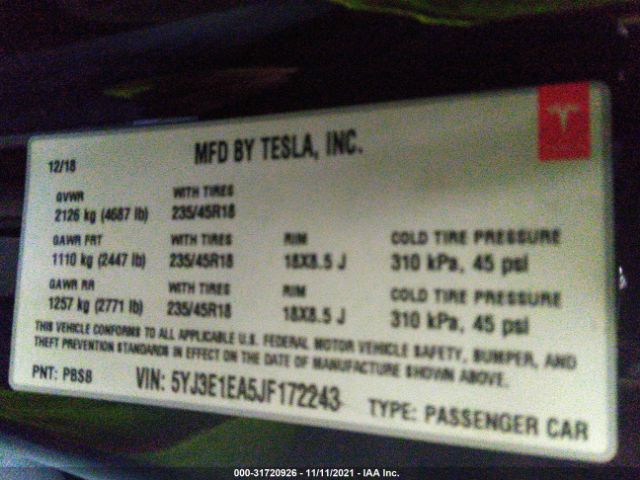 MFD BY TESLA, INC.
12/18
GVWR WITH TIRES
2126 kg (4687 lb) 235/45R18
GAWR FRT WITH TIRES RIM COLD TIRE PRESSURE
1110 kg (2447 lb) 235/45R18 18X8.5 J 310 kPa, 45 psi
GAWR RR WITH TIRES RIM COLD TIRE PRESSURE
1257 kg (2771 lb) 235/45R18 18X8.5 J 310 kPa, 45 psi
THIS VEHICLE CONFORMS TO ALL APPLICABLE U.S. FEDERAL MOTOR VEHICLE SAFETY, BUMPER, AND
THEFT PREVENTION STANDARDS IN EFFECT ON THE DATE OF MANUFACTURE SHOWN ABOVE.
PNT: PBSB VIN: 5YJ3E1EA5JF172243 TYPE: PASSENGER CAR
000-31720926 - 11/11/2021 - IAA Inc.